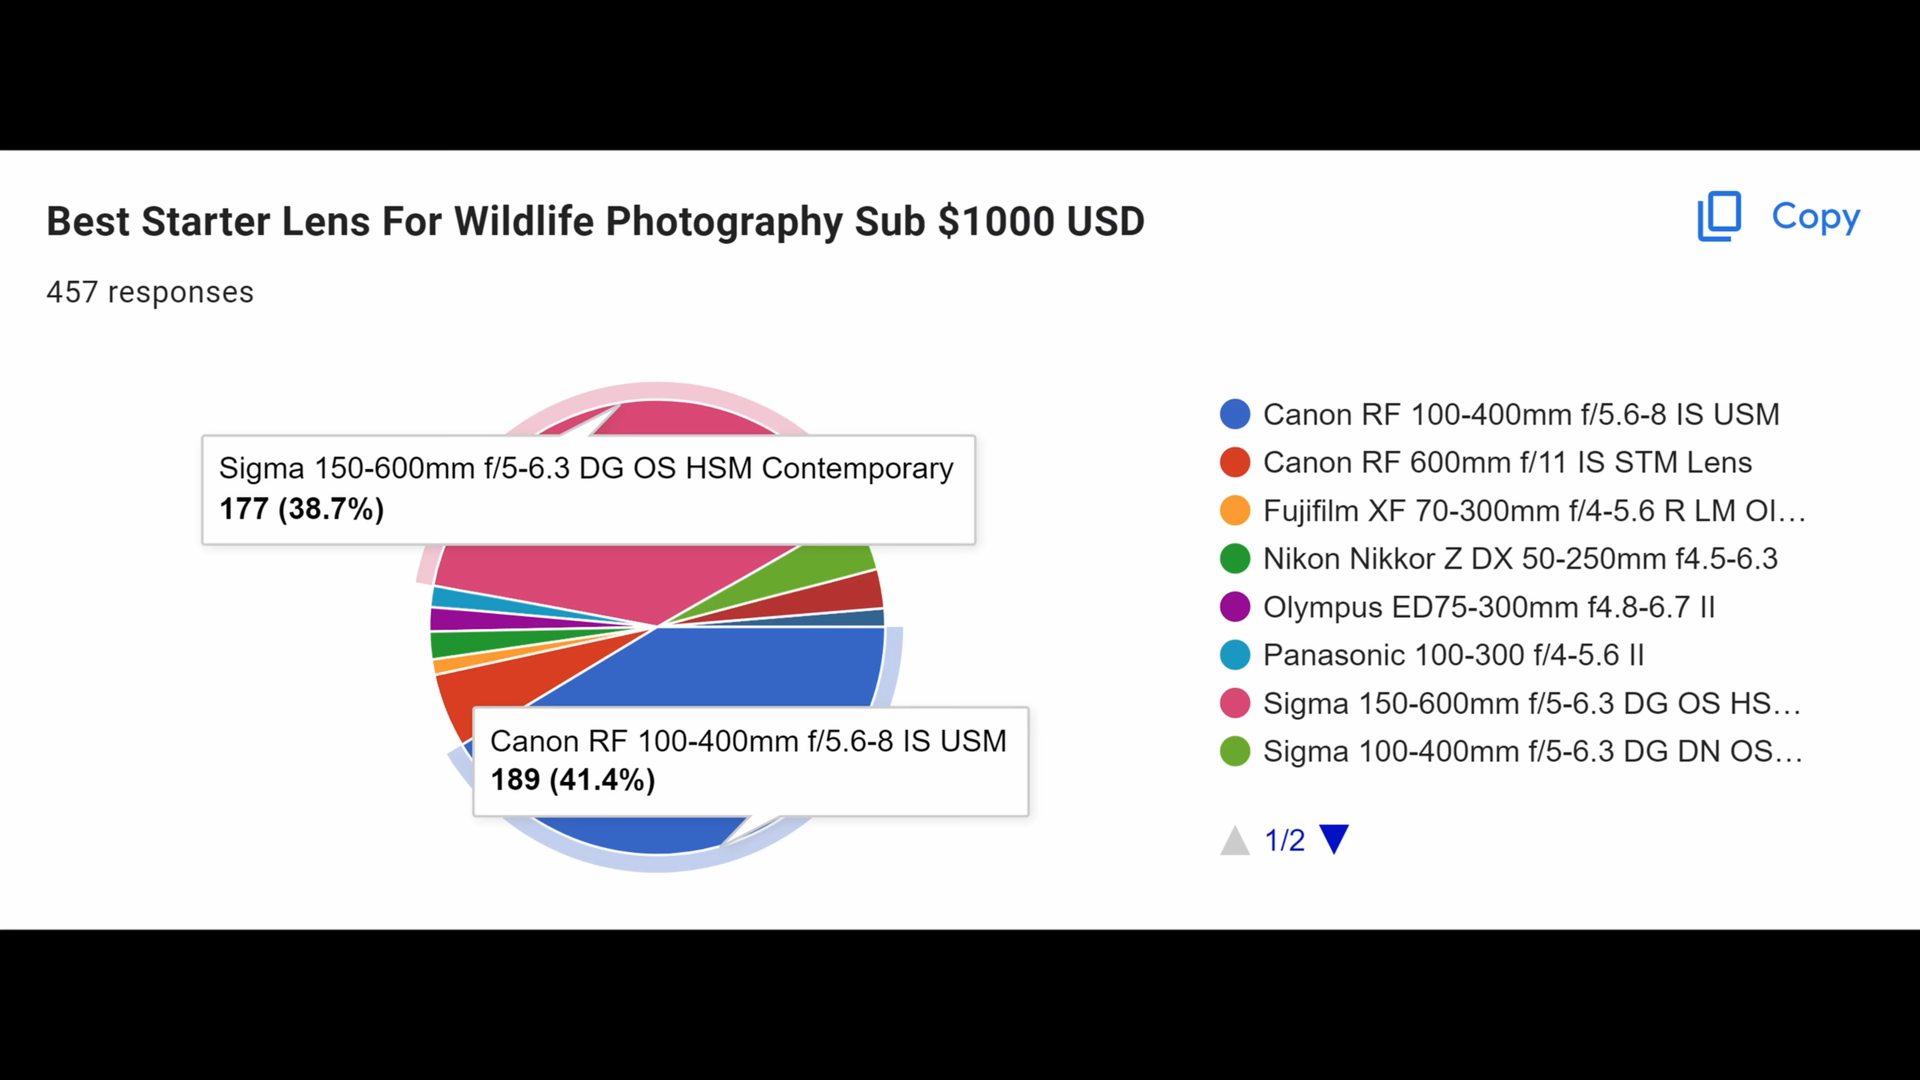 Best Starter Lens For Wildlife Photography Sub $1000 USD
Copy
457 responses
Sigma 150-600mm f/5-6.3 DG OS HSM Contemporary
177 (38.7%)
Canon RF 100-400mm f/5.6-8 IS USM
189 (41.4%)
Canon RF 100-400mm f/5.6-8 IS USM
Canon RF 600mm f/11 IS STM Lens
Fujifilm XF 70-300mm f/4-5.6 R LM OI…
Nikon Nikkor Z DX 50-250mm f4.5-6.3
Olympus ED75-300mm f4.8-6.7 II
Panasonic 100-300 f/4-5.6 II
Sigma 150-600mm f/5-6.3 DG OS HS…
Sigma 100-400mm f/5-6.3 DG DN OS…
1/2